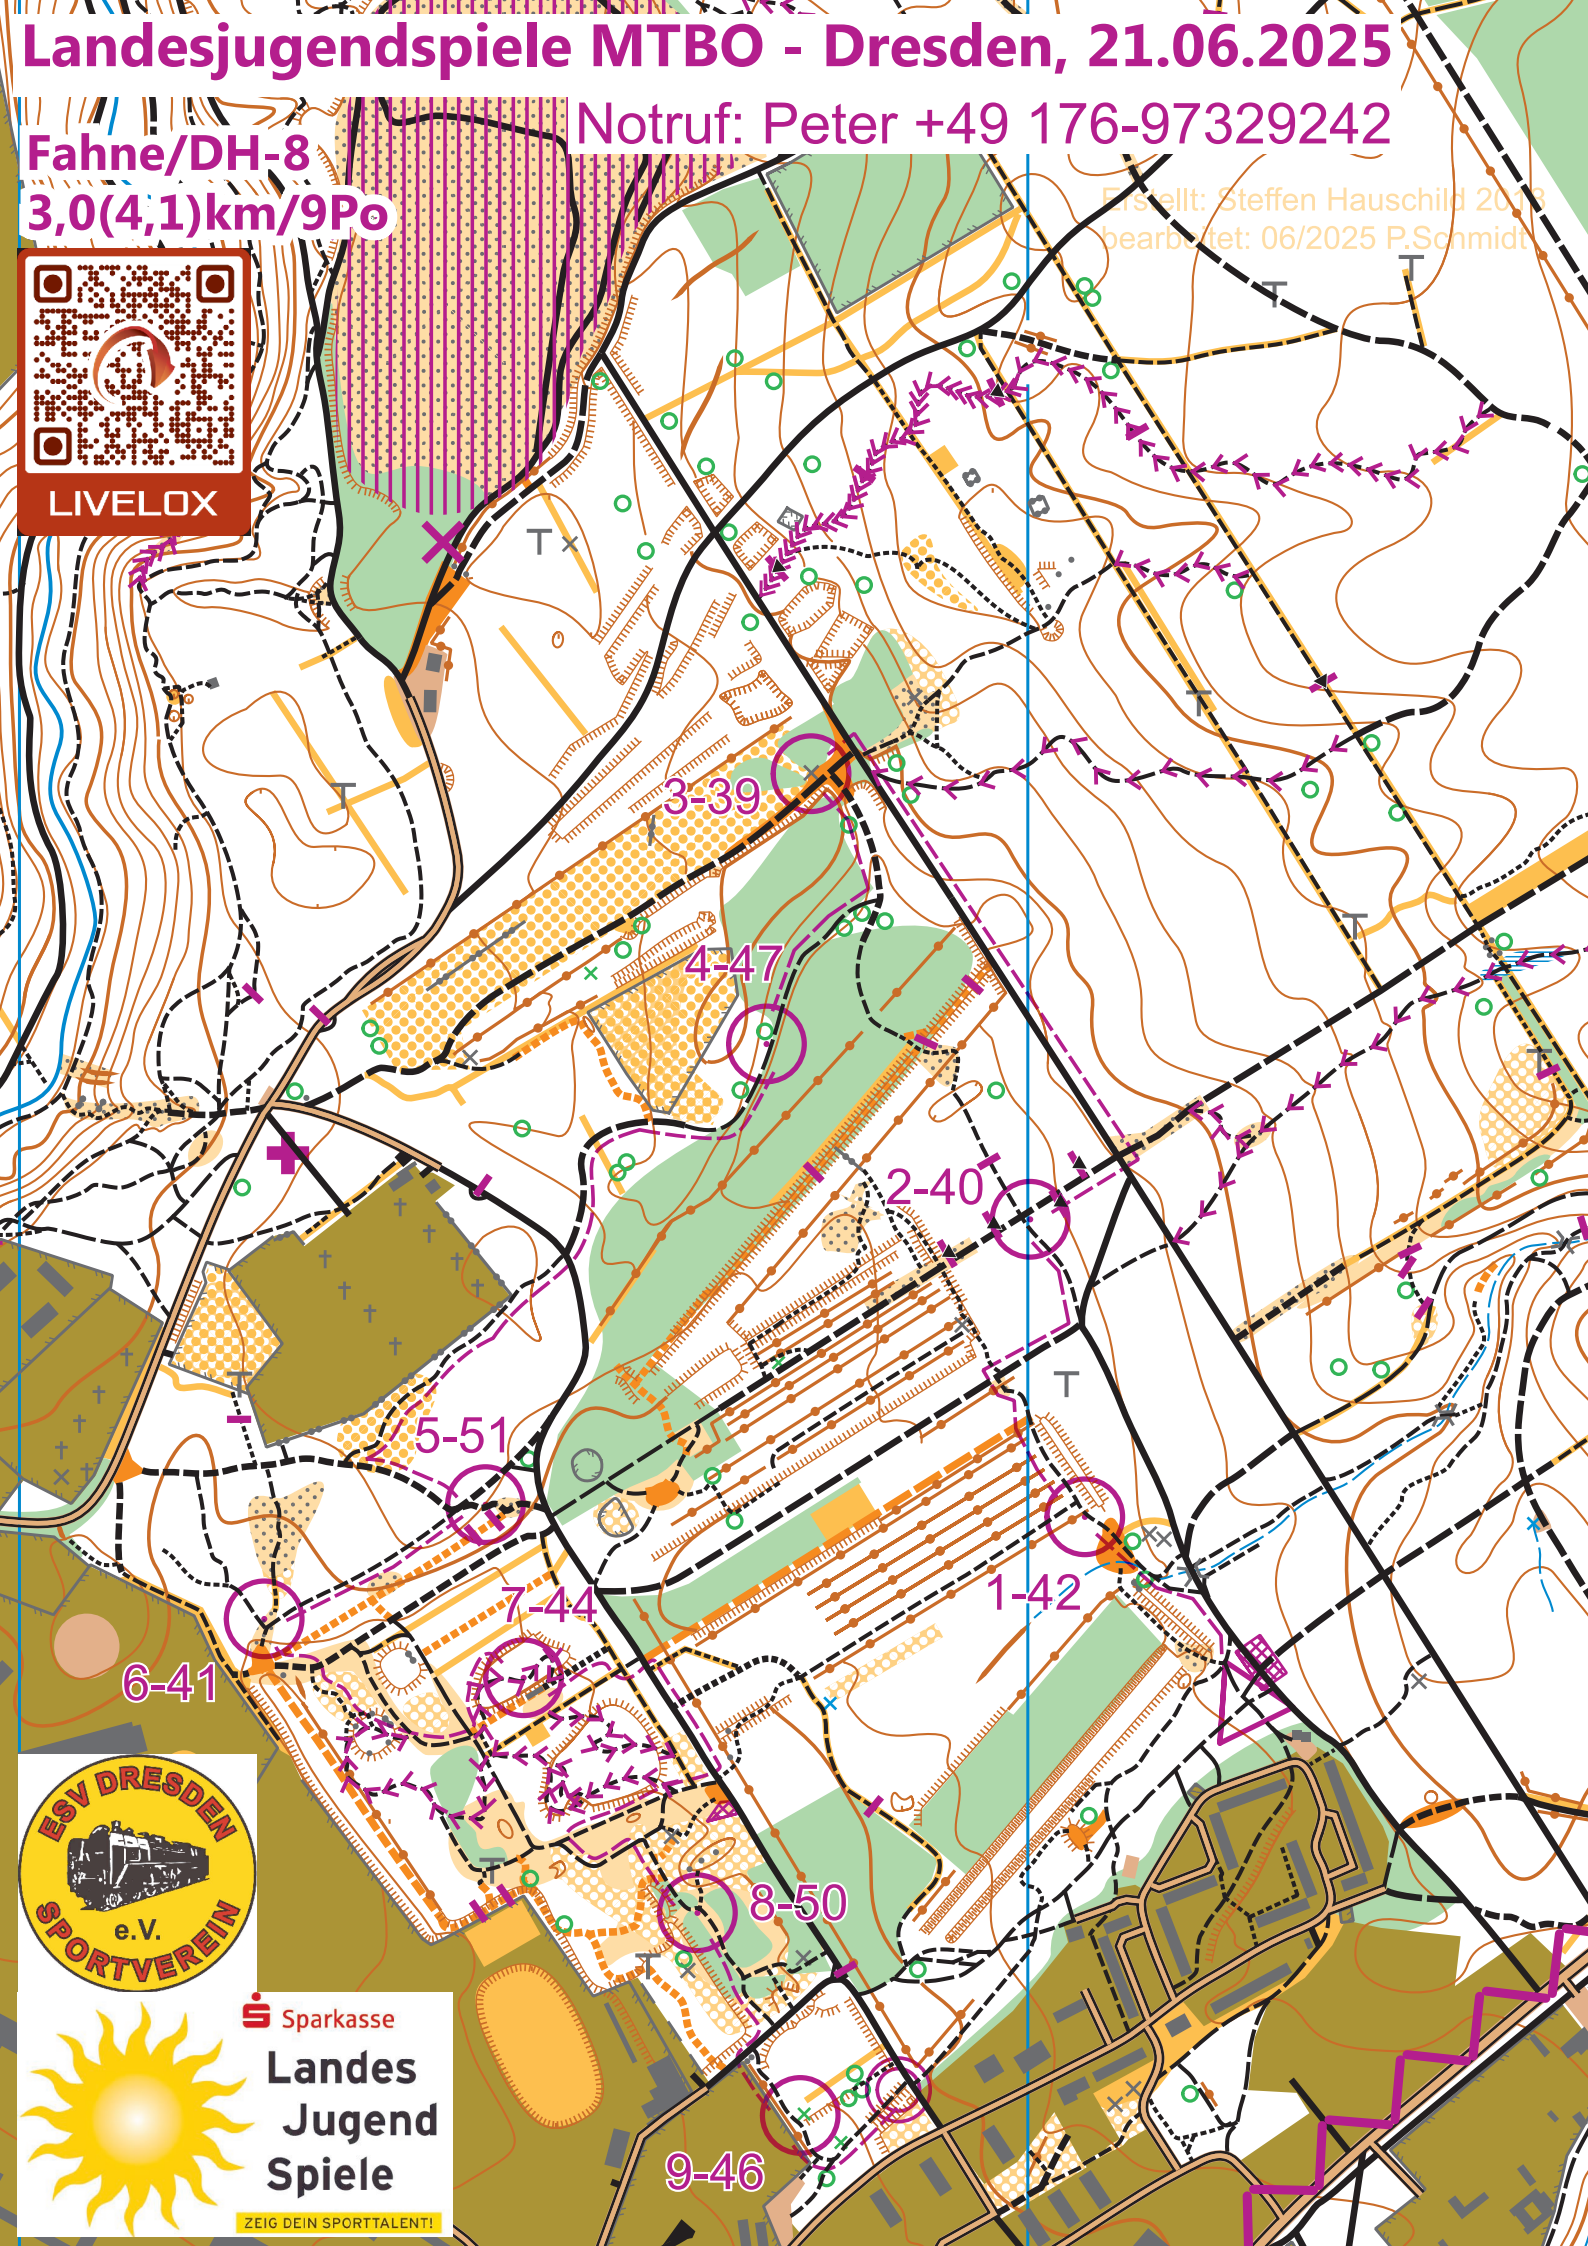 Landesjugendspiele MTBO - Dresden, 21.06.2025
Notruf: Peter +49 176-97329242
Fahne/DH-8
3,0(4,1)km/9Po
Erstellt: Steffen Hauschild 2013
bearbeitet: 06/2025 P.Schmidt
LIVELOX
3-39
4-47
2-40
5-51
7-44
1-42
6-41
8-50
9-46
ESV DRESDEN
e.V.
SPORTVEREIN
Sparkasse
Landes
Jugend
Spiele
ZEIG DEIN SPORTTALENT!